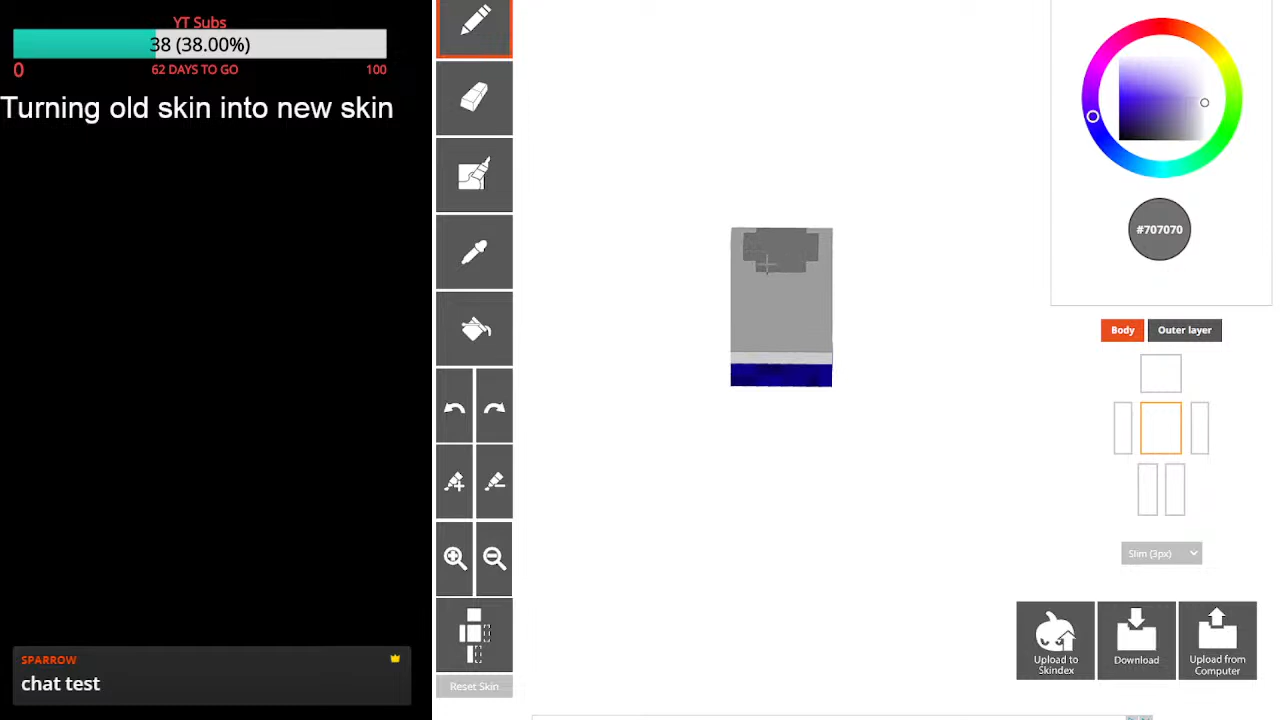 YT Subs
38 (38.00%)
0
62 DAYS TO GO
100
Turning old skin into new skin
#707070
Body
Outer layer
Slim (3px)
Upload to
Skindex
Download
Upload from
Computer
Reset Skin
SPARROW
chat test